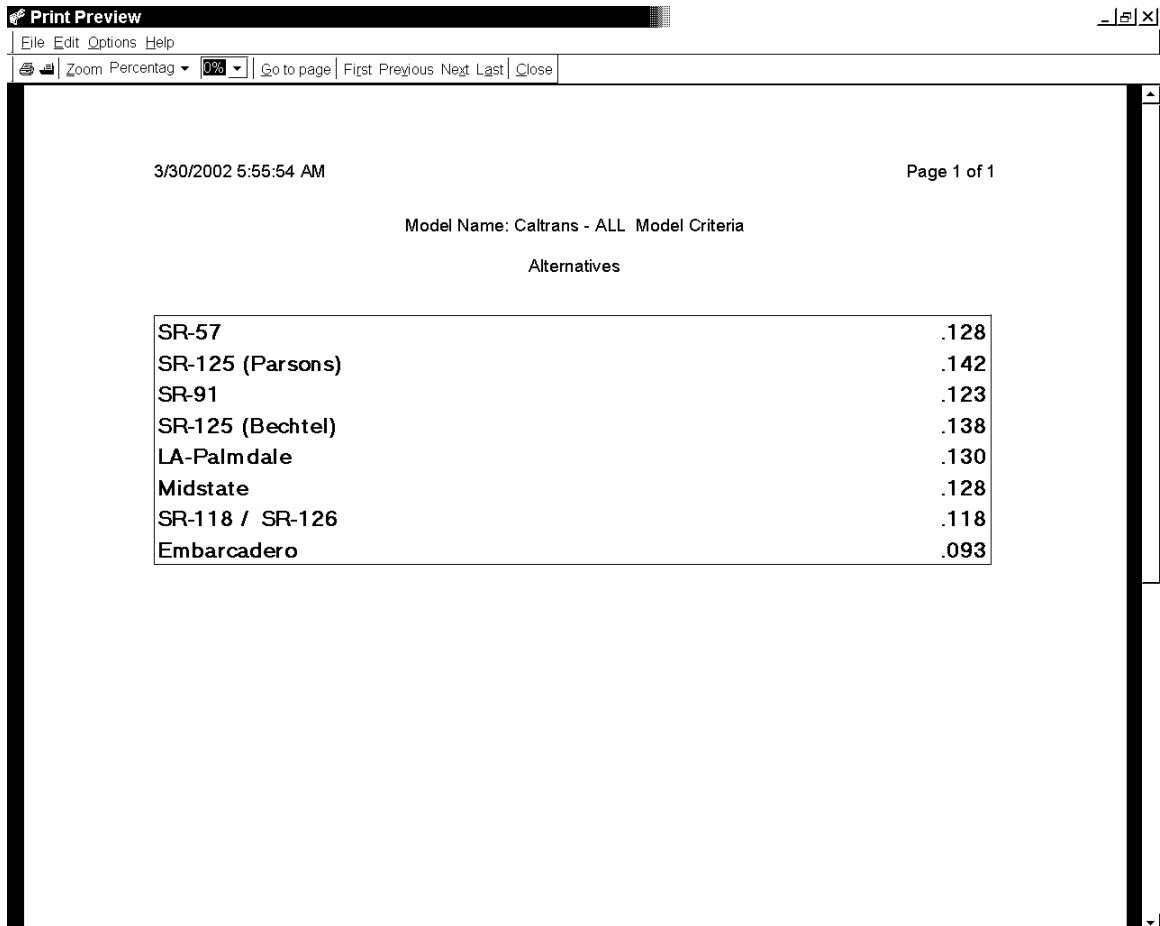 Print Preview
File Edit Options Help
Zoom Percentag 0% Go to page First Previous Next Last Close
3/30/2002 5:55:54 AM Page 1 of 1
Model Name: Caltrans - ALL Model Criteria
Alternatives
SR-57 .128
SR-125 (Parsons) .142
SR-91 .123
SR-125 (Bechtel) .138
LA-Palmdale .130
Midstate .128
SR-118 / SR-126 .118
Embarcadero .093